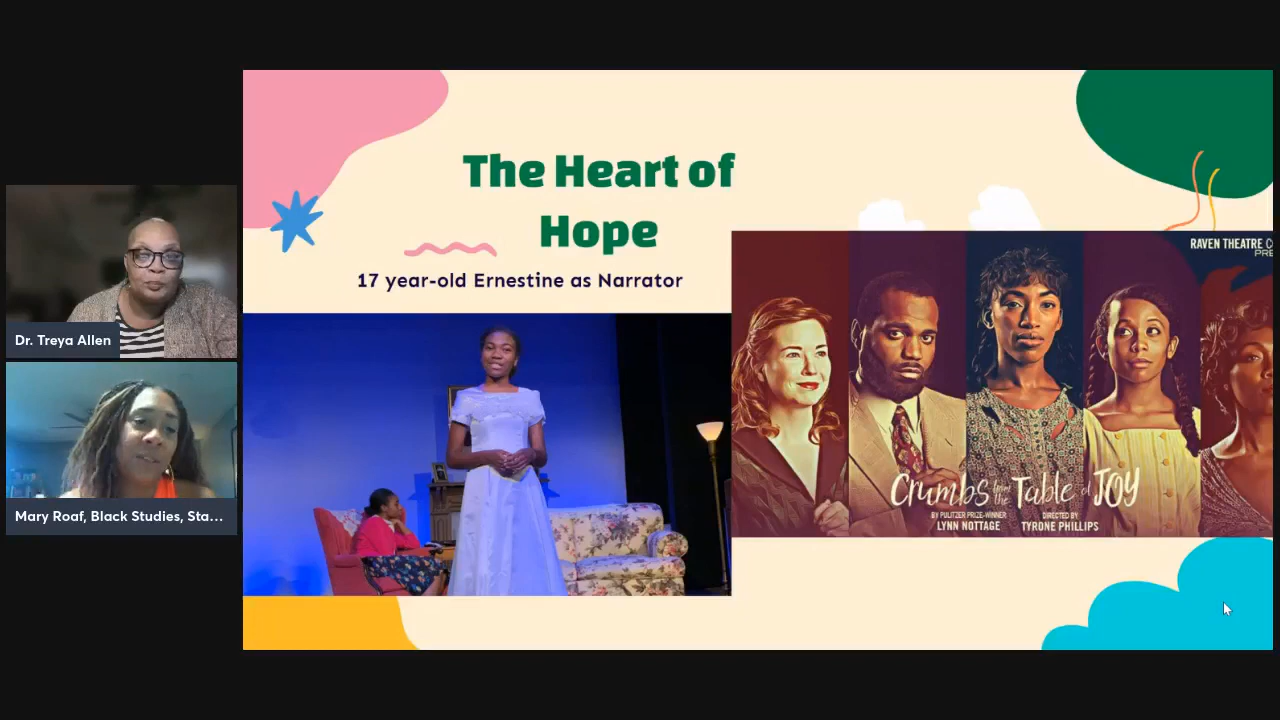 The Heart of
Hope
17 year-old Ernestine as Narrator
RAVEN THEATRE
Crumbs from the Table of JOY
BY PULITZER PRIZE-WINNER
LYNN NOTTAGE
DIRECTED BY
TYRONE PHILLIPS
Dr. Treya Allen
Mary Roaf, Black Studies, Sta...